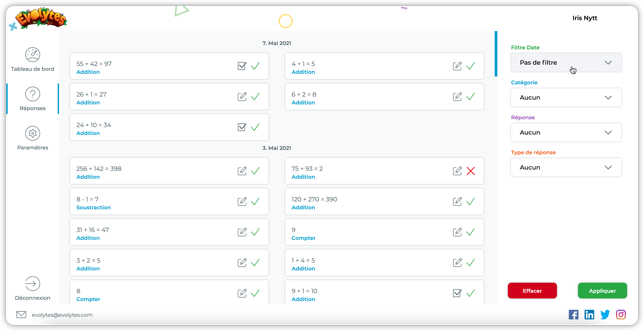 Evolytes
Iris Nytt
Tableau de bord
Réponses
Paramètres
Déconnexion
7. Mai 2021
55 + 42 = 97
Addition
4 + 1 = 5
Addition
26 + 1 = 27
Addition
6 + 2 = 8
Addition
24 + 10 = 34
Addition
3. Mai 2021
256 + 142 = 398
Addition
75 + 93 = 2
Addition
8 - 1 = 7
Soustraction
120 + 270 = 390
Addition
31 + 16 = 47
Addition
9
Compter
3 + 2 = 5
Addition
1 + 4 = 5
Addition
8
Compter
9 + 1 = 10
Addition
Filtre Date
Pas de filtre
Catégorie
Aucun
Réponse
Aucun
Type de réponse
Aucun
Effacer
Appliquer
evolytes@evolytes.com